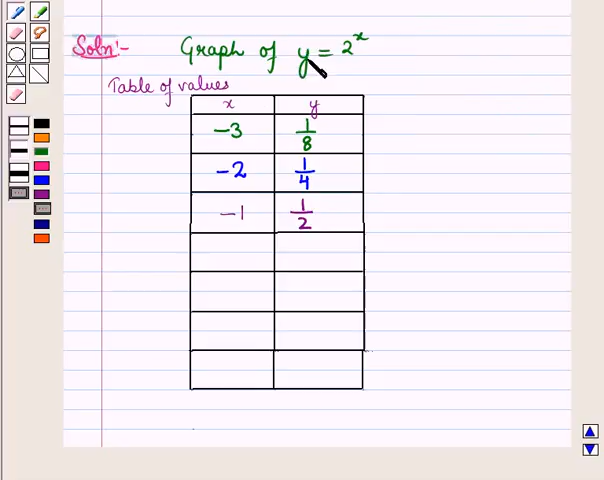 Soln:- Graph of y = 2^x
Table of values
x y
-3 1/8
-2 1/4
-1 1/2